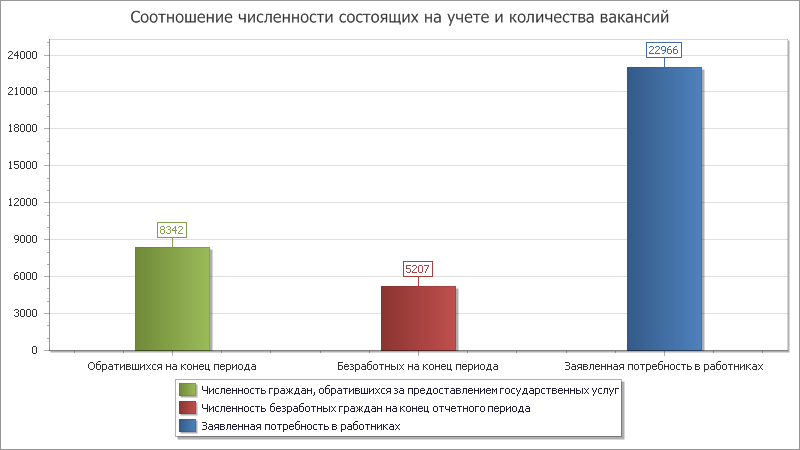 Соотношение численности состоящих на учете и количества вакансий
24000
21000
18000
15000
12000
9000
6000
3000
0
8342
5207
22966
Обратившихся на конец периода
Безработных на конец периода
Заявленная потребность в работниках
Численность граждан, обратившихся за предоставлением государственных услуг
Численность безработных граждан на конец отчетного периода
Заявленная потребность в работниках